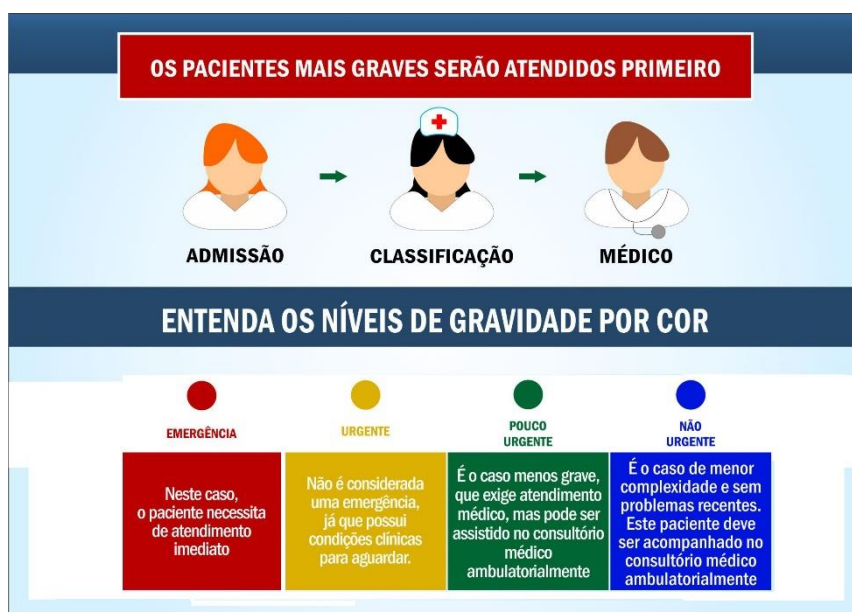 OS PACIENTES MAIS GRAVES SERÃO ATENDIDOS PRIMEIRO
ADMISSÃO
CLASSIFICAÇÃO
MÉDICO
ENTENDA OS NÍVEIS DE GRAVIDADE POR COR
EMERGÊNCIA
Neste caso,
o paciente necessita
de atendimento
imediato
URGENTE
Não é considerada
uma emergência,
já que possui
condições clínicas
para aguardar.
POUCO
URGENTE
É o caso menos grave,
que exige atendimento
médico, mas pode ser
assistido no consultório
médico
ambulatorialmente
NÃO
URGENTE
É o caso de menor
complexidade e sem
problemas recentes.
Este paciente deve
ser acompanhado no
consultório médico
ambulatorialmente